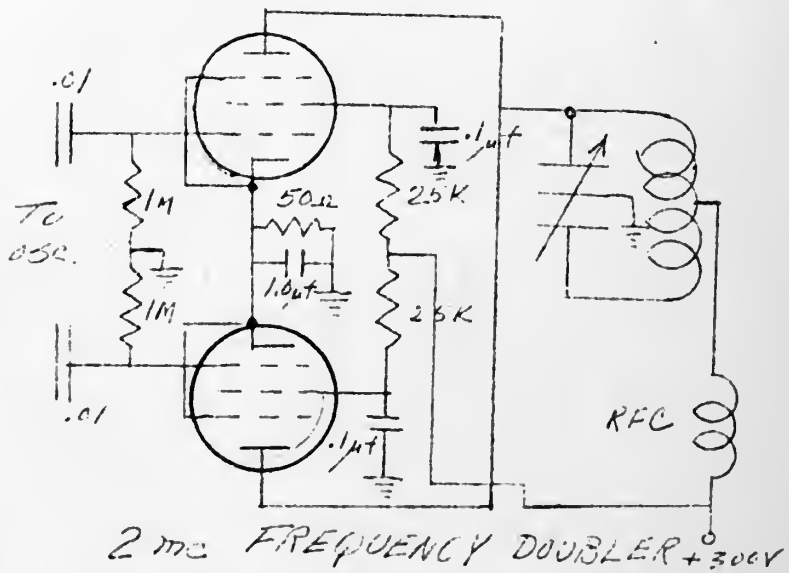 .01
.1µf
1M
50Ω
25K
To
osc.
1.0µf
1M
25K
.01
.1µf
RFC
2 mc FREQUENCY DOUBLER +300V